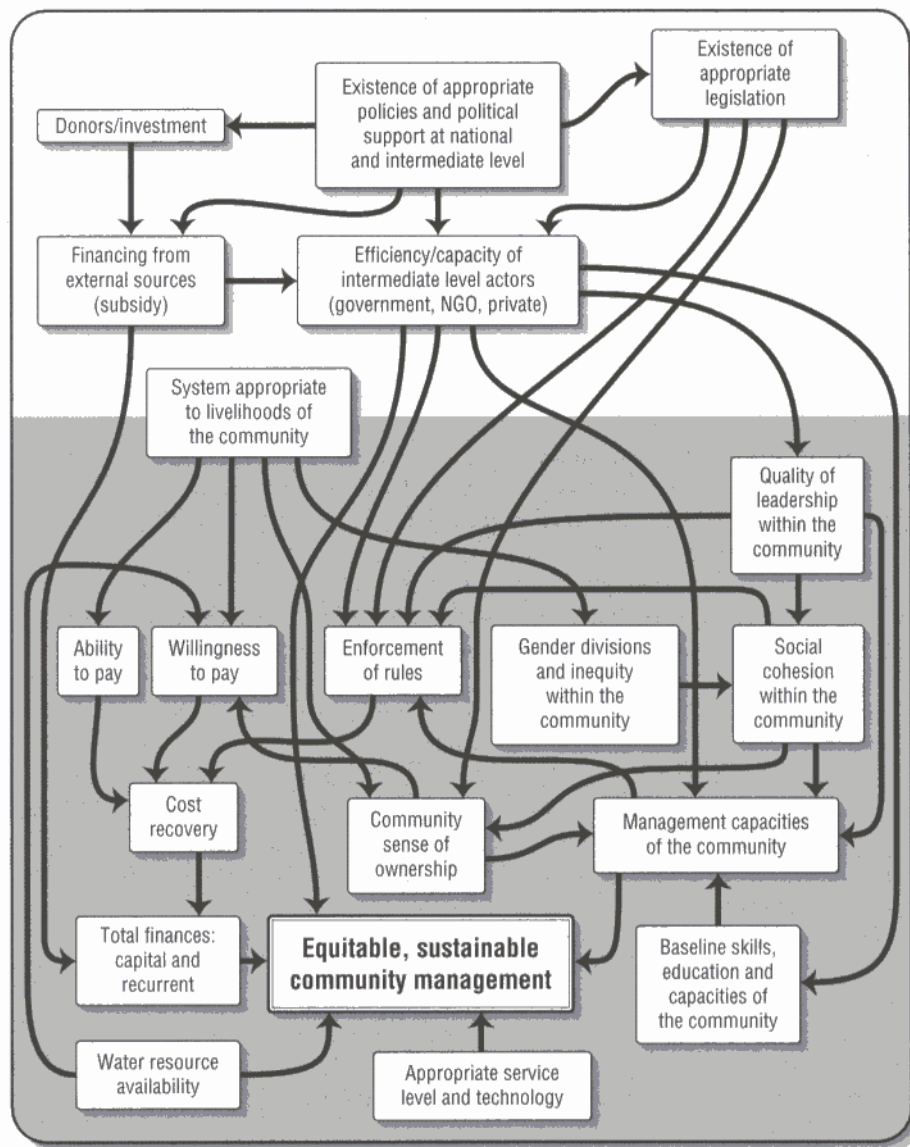 Existence of
appropriate
legislation
Existence of appropriate
policies and political
support at national
and intermediate level
Donors/investment
Financing from
external sources
(subsidy)
Efficiency/capacity of
intermediate level actors
(government, NGO, private)
System appropriate
to livelihoods of
the community
Quality of
leadership
within the
community
Ability
to pay
Willingness
to pay
Enforcement
of rules
Gender divisions
and inequity
within the
community
Social
cohesion
within the
community
Cost
recovery
Community
sense of
ownership
Management capacities
of the community
Total finances:
capital and
recurrent
Equitable, sustainable
community management
Baseline skills,
education and
capacities of
the community
Water resource
availability
Appropriate service
level and technology